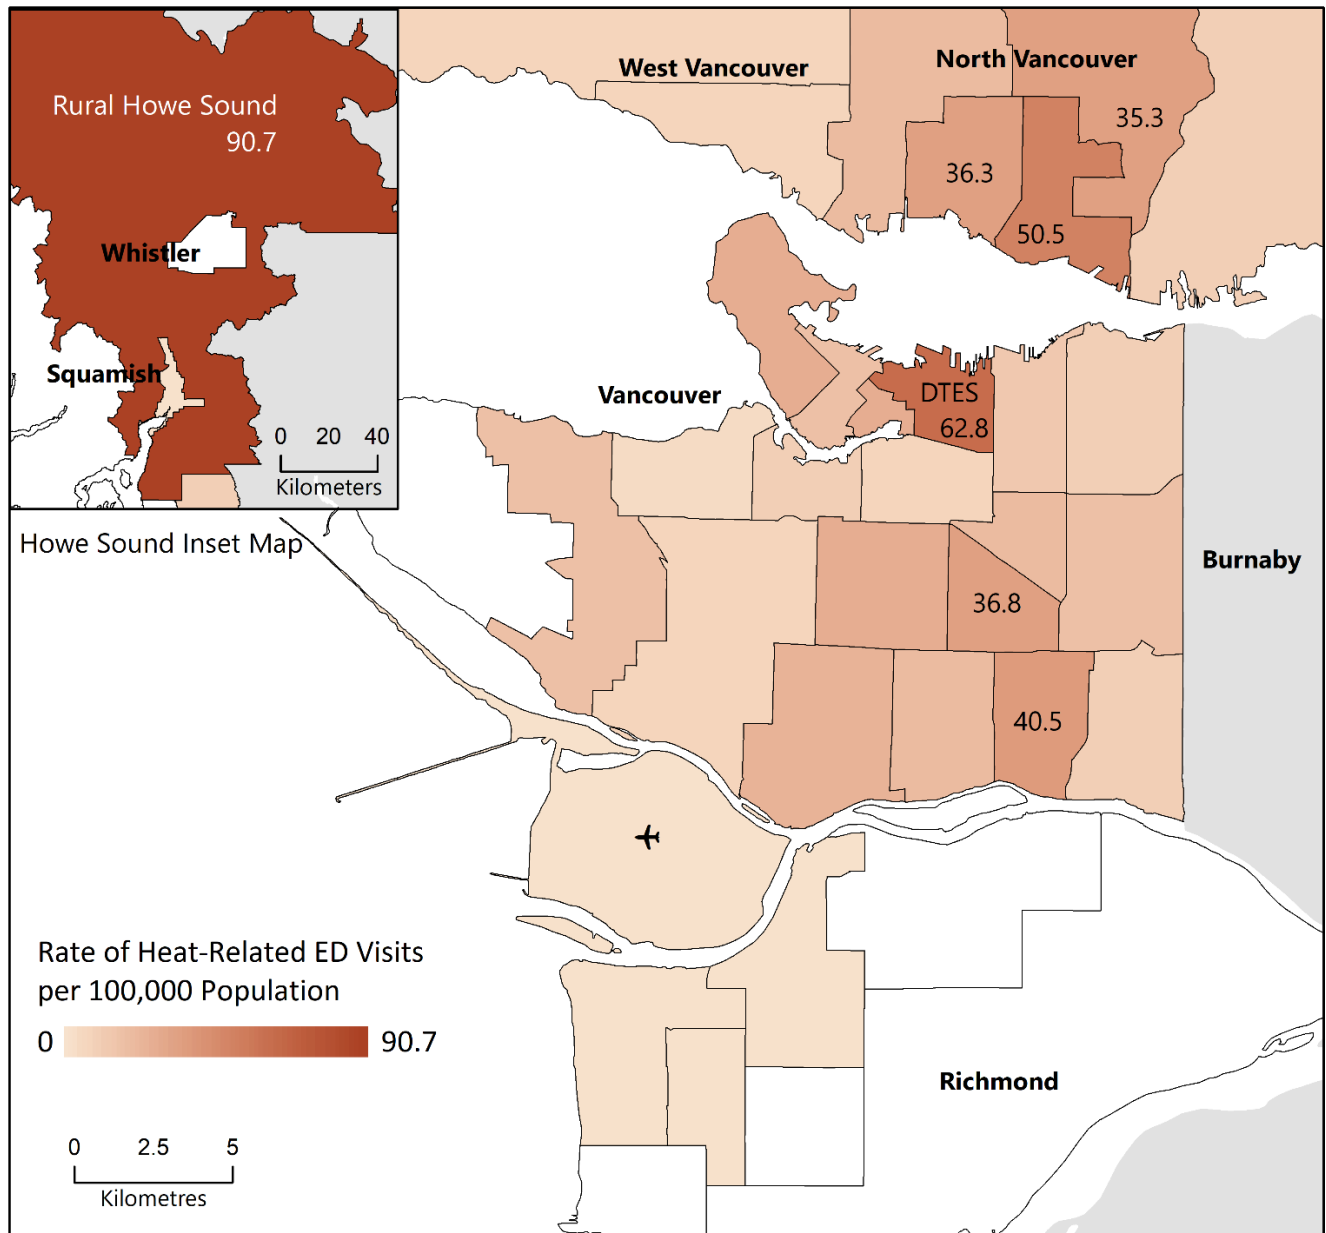 Rural Howe Sound
90.7
Whistler
Squamish
0 20 40
Kilometers
Howe Sound Inset Map
West Vancouver
North Vancouver
35.3
36.3
50.5
Vancouver
DTES
62.8
Burnaby
36.8
40.5
Rate of Heat-Related ED Visits
per 100,000 Population
0 90.7
Richmond
0 2.5 5
Kilometres